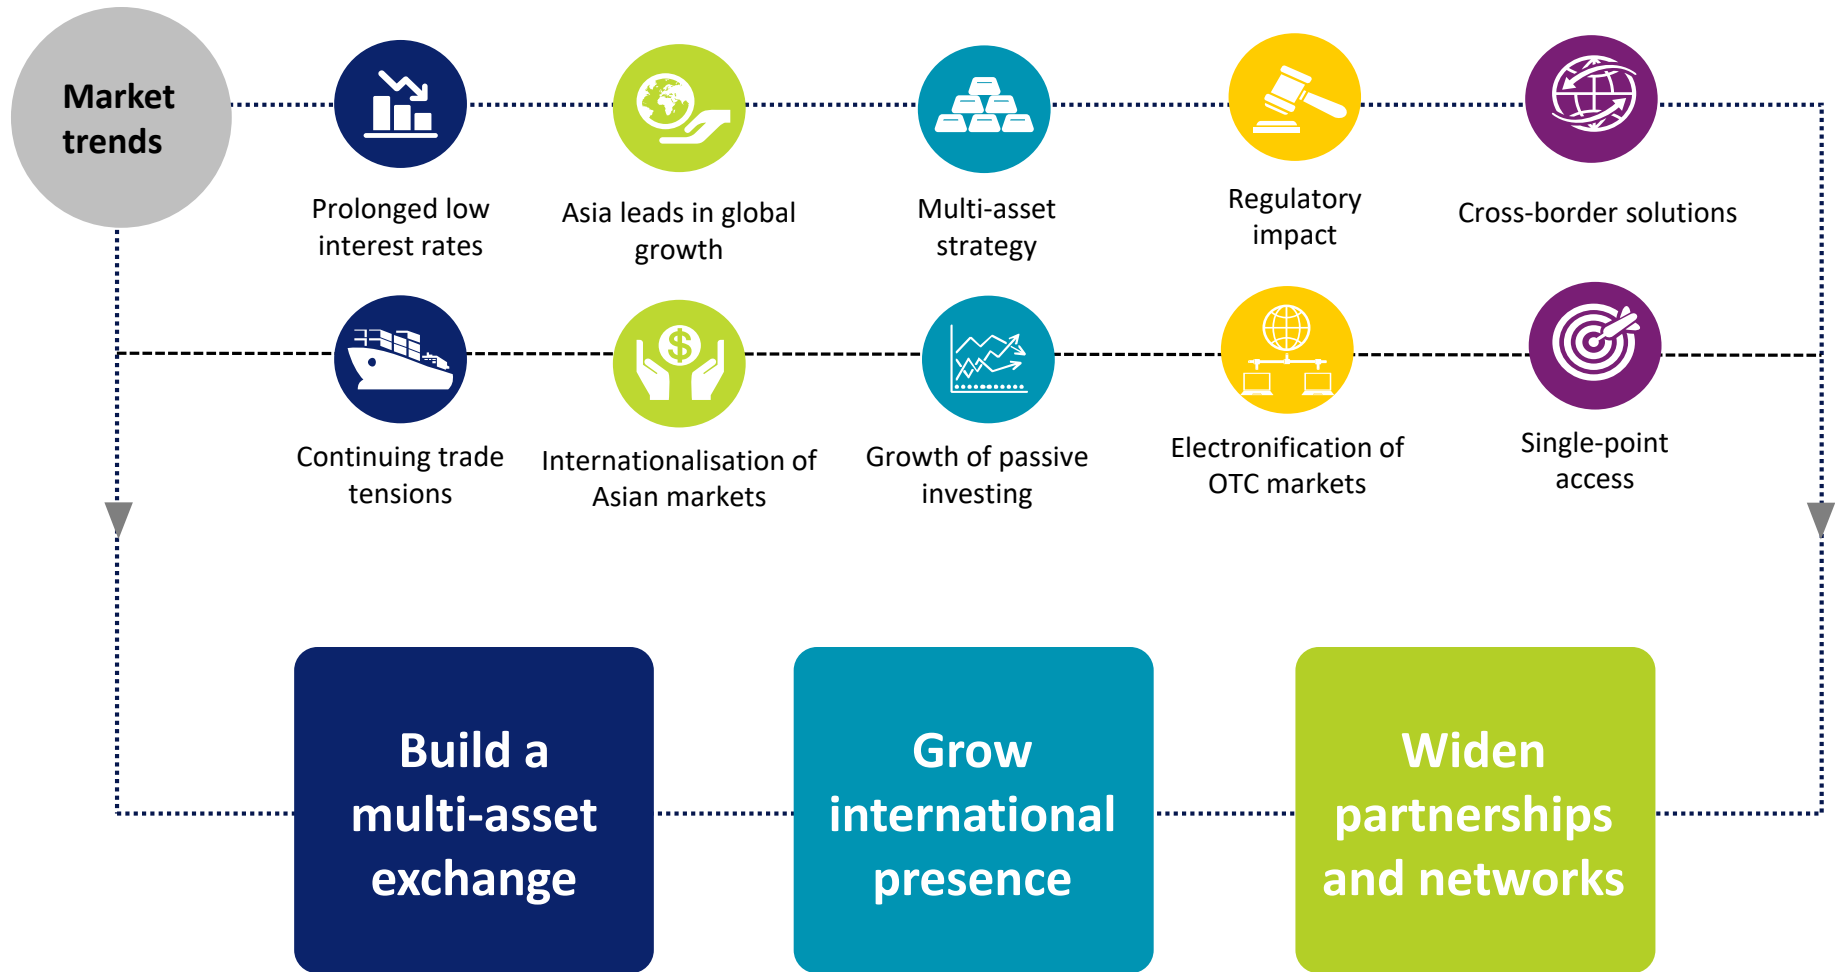 Market
trends
Prolonged low
interest rates
Asia leads in global
growth
Multi-asset
strategy
Regulatory
impact
Cross-border solutions
Continuing trade
tensions
Internationalisation of
Asian markets
Growth of passive
investing
Electronification of
OTC markets
Single-point
access
Build a
multi-asset
exchange
Grow
international
presence
Widen
partnerships
and networks